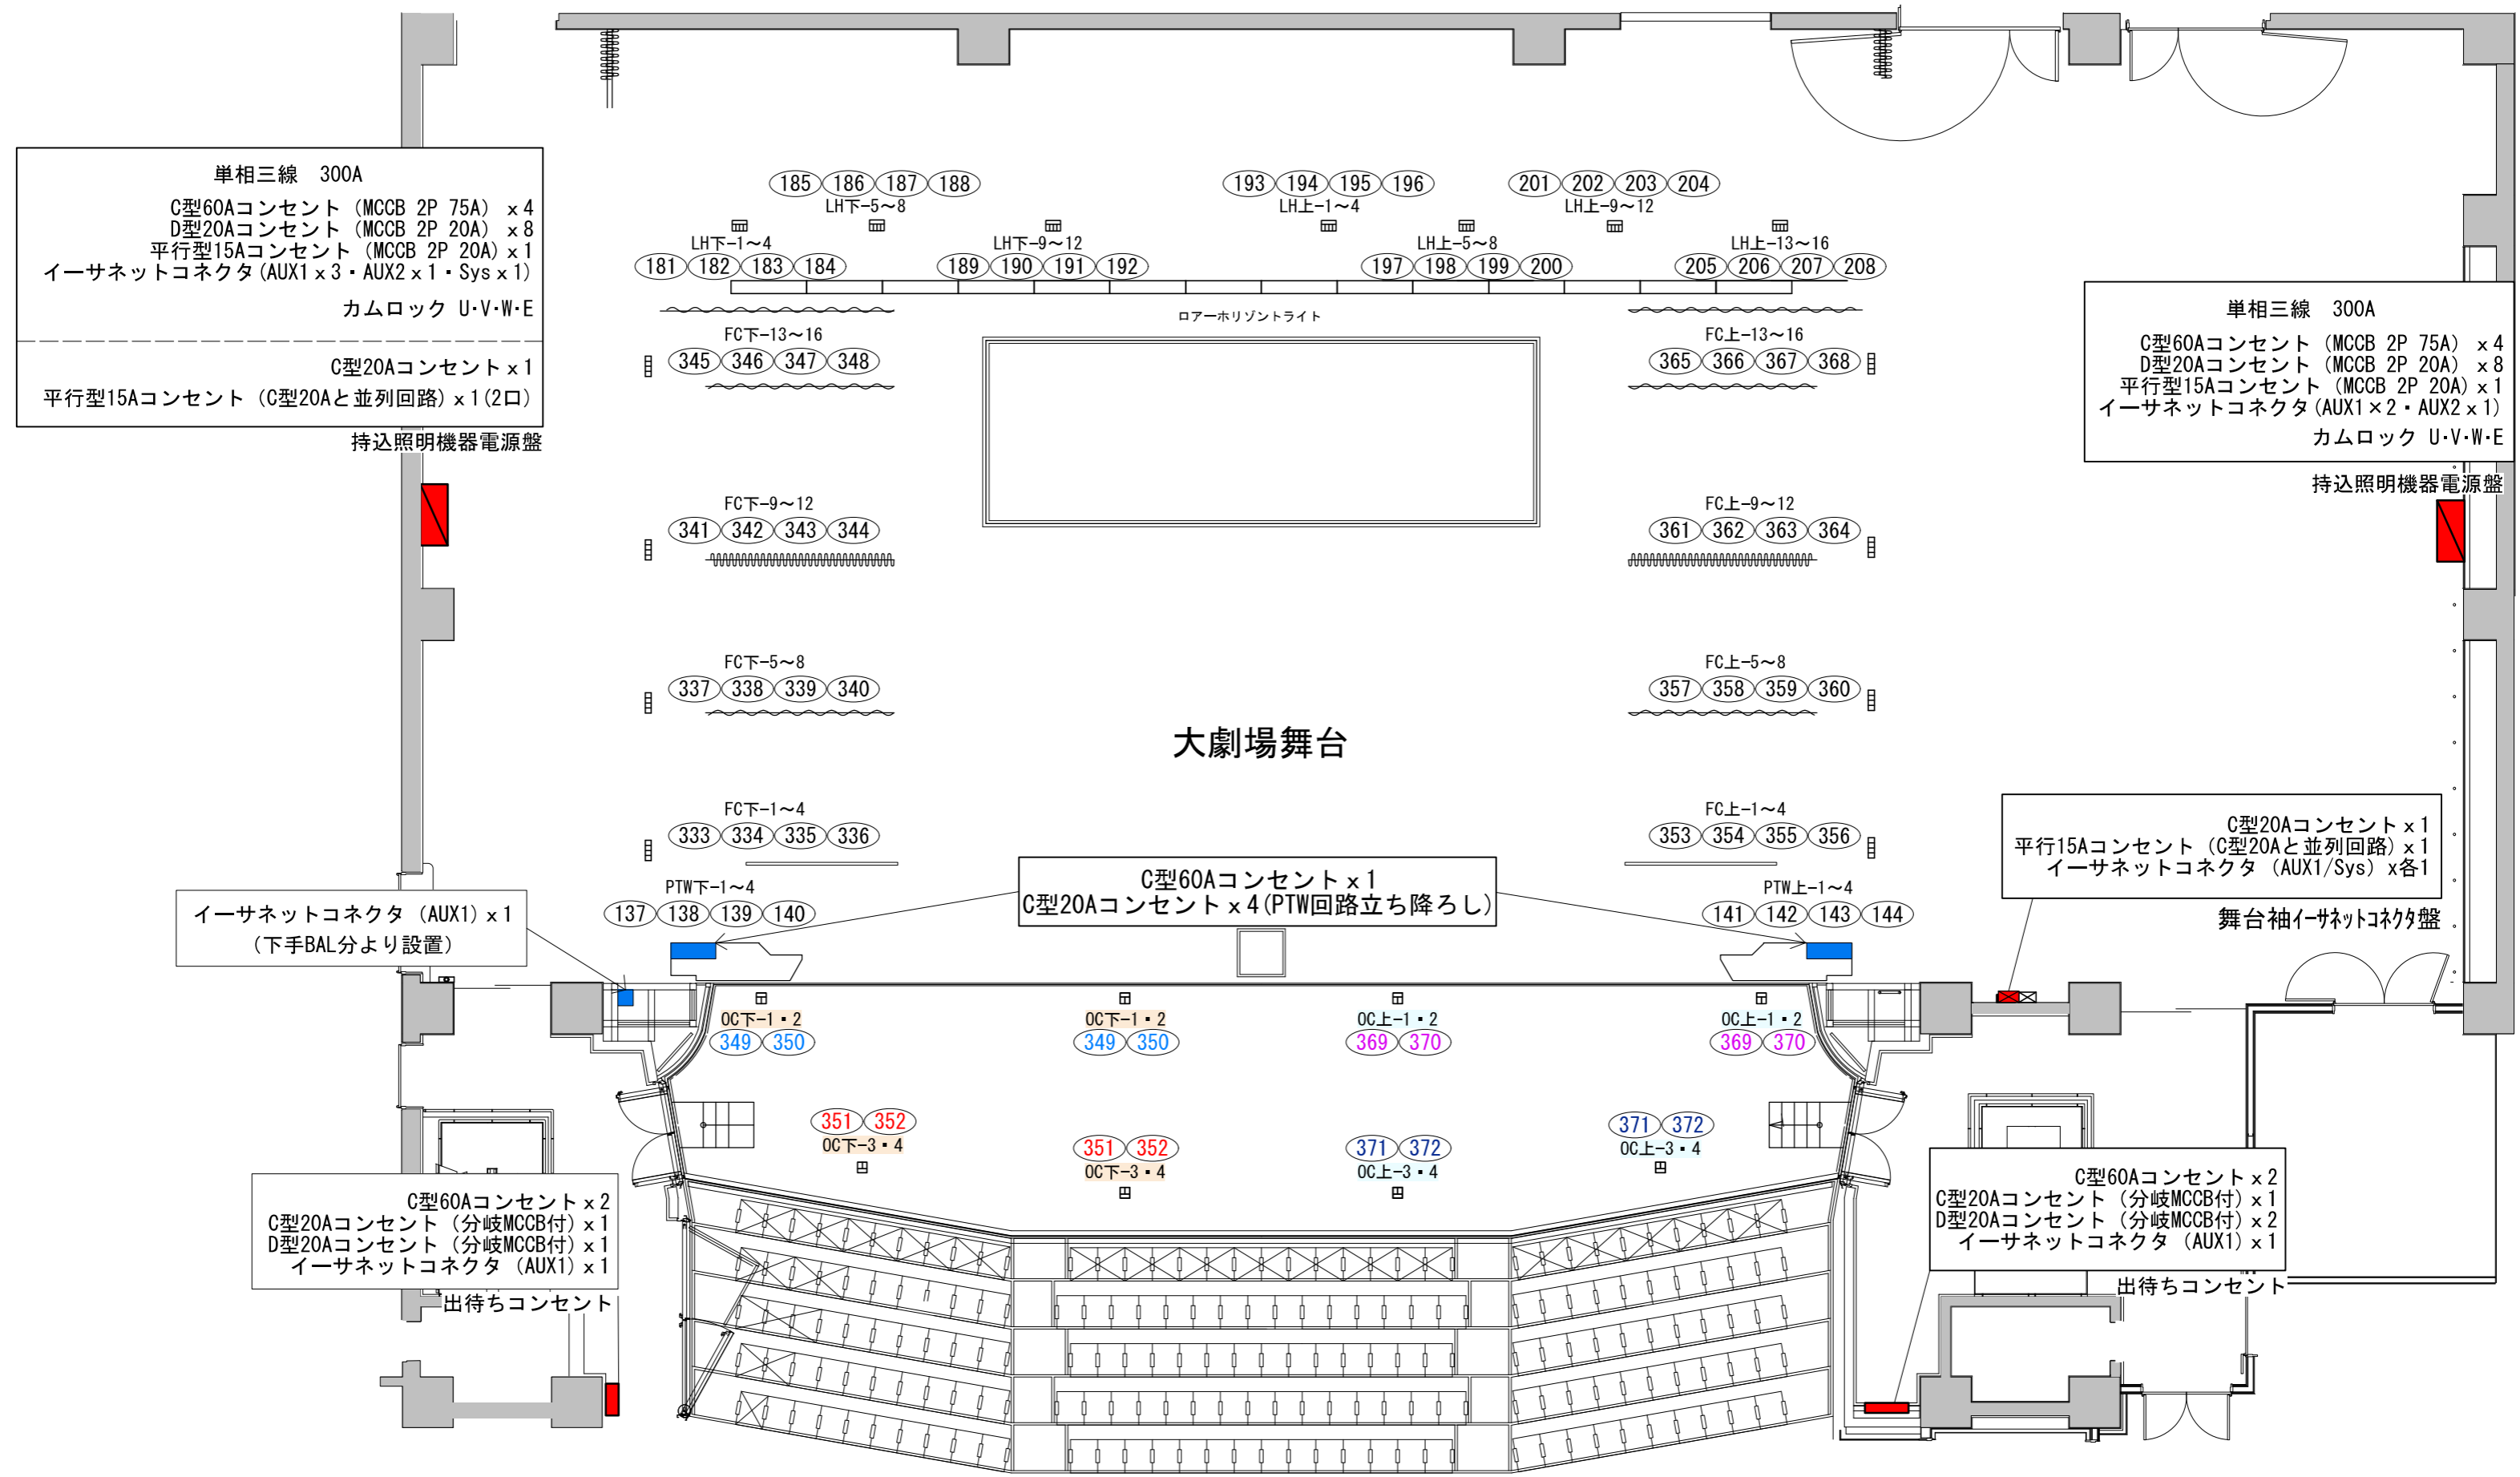 単相三線 300A
C型60Aコンセント (MCCB 2P 75A) x4
D型20Aコンセント (MCCB 2P 20A) x8
平行型15Aコンセント (MCCB 2P 20A) x1
イーサネットコネクタ(AUX1x3・AUX2x1・Sysx1)
カムロック U・V・W・E
C型20Aコンセントx1
平行型15Aコンセント (C型20Aと並列回路)x1(2口)
持込照明機器電源盤
185 186 187 188
LH下-5～8
193 194 195 196
LH上-1～4
201 202 203 204
LH上-9～12
LH下-1～4
181 182 183 184
LH下-9～12
189 190 191 192
LH上-5～8
197 198 199 200
LH上-13～16
205 206 207 208
ロアーホリゾントライト
単相三線 300A
C型60Aコンセント (MCCB 2P 75A) x4
D型20Aコンセント (MCCB 2P 20A) x8
平行型15Aコンセント (MCCB 2P 20A) x1
イーサネットコネクタ(AUX1×2・AUX2x1)
カムロック U・V・W・E
持込照明機器電源盤
FC下-13～16
345 346 347 348
FC上-13～16
365 366 367 368
FC下-9～12
341 342 343 344
FC上-9～12
361 362 363 364
FC下-5～8
337 338 339 340
FC上-5～8
357 358 359 360
大劇場舞台
FC下-1～4
333 334 335 336
FC上-1～4
353 354 355 356
C型20Aコンセントx1
平行15Aコンセント (C型20Aと並列回路)x1
イーサネットコネクタ (AUX1/Sys) x各1
舞台袖イーサネットコネクタ盤
C型60Aコンセントx1
C型20Aコンセントx4(PTW回路立ち降ろし)
PTW下-1～4
137 138 139 140
PTW上-1～4
141 142 143 144
イーサネットコネクタ (AUX1)x1
(下手BAL分より設置)
OC下-1・2
349 350
OC下-1・2
349 350
OC上-1・2
369 370
OC上-1・2
369 370
351 352
OC下-3・4
351 352
OC下-3・4
371 372
OC上-3・4
371 372
OC上-3・4
C型60Aコンセントx2
C型20Aコンセント (分岐MCCB付)x1
D型20Aコンセント (分岐MCCB付)x1
イーサネットコネクタ (AUX1)x1
出待ちコンセント
C型60Aコンセントx2
C型20Aコンセント (分岐MCCB付)x1
D型20Aコンセント (分岐MCCB付)x2
イーサネットコネクタ (AUX1)x1
出待ちコンセント